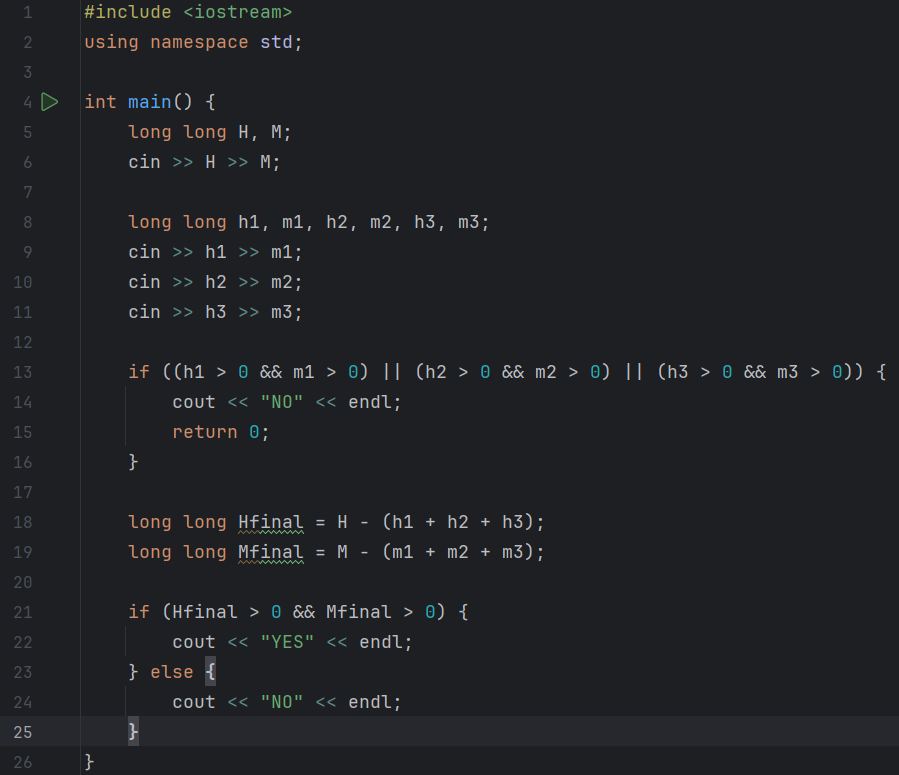 1 #include <iostream>
2 using namespace std;
3
4 int main() {
5     long long H, M;
6     cin >> H >> M;
7
8     long long h1, m1, h2, m2, h3, m3;
9     cin >> h1 >> m1;
10     cin >> h2 >> m2;
11     cin >> h3 >> m3;
12
13     if ((h1 > 0 && m1 > 0) || (h2 > 0 && m2 > 0) || (h3 > 0 && m3 > 0)) {
14         cout << "NO" << endl;
15         return 0;
16     }
17
18     long long Hfinal = H - (h1 + h2 + h3);
19     long long Mfinal = M - (m1 + m2 + m3);
20
21     if (Hfinal > 0 && Mfinal > 0) {
22         cout << "YES" << endl;
23     } else {
24         cout << "NO" << endl;
25     }
26 }